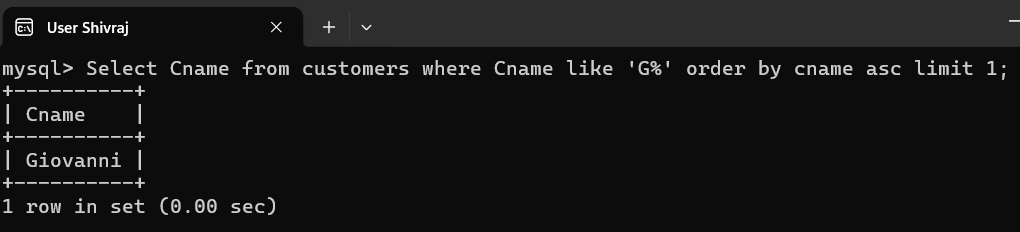 User Shivraj
mysql> Select Cname from customers where Cname like 'G%' order by cname asc limit 1;
+----------+
| Cname    |
+----------+
| Giovanni |
+----------+
1 row in set (0.00 sec)